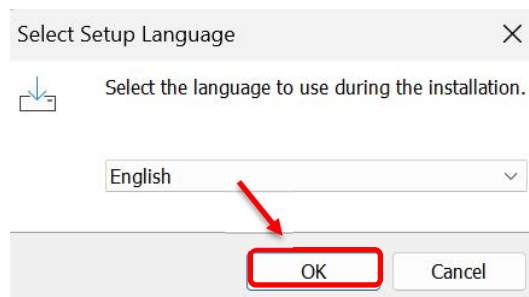 Select Setup Language
Select the language to use during the installation.
English
OK Cancel